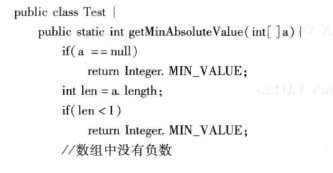 public class Test {
public static int getMinAbsoluteValue(int[ ]a){
if(a == null)
return Integer. MIN_VALUE;
int len = a. length;
if(len < 1)
return Integer. MIN_VALUE;
//数组中没有负数